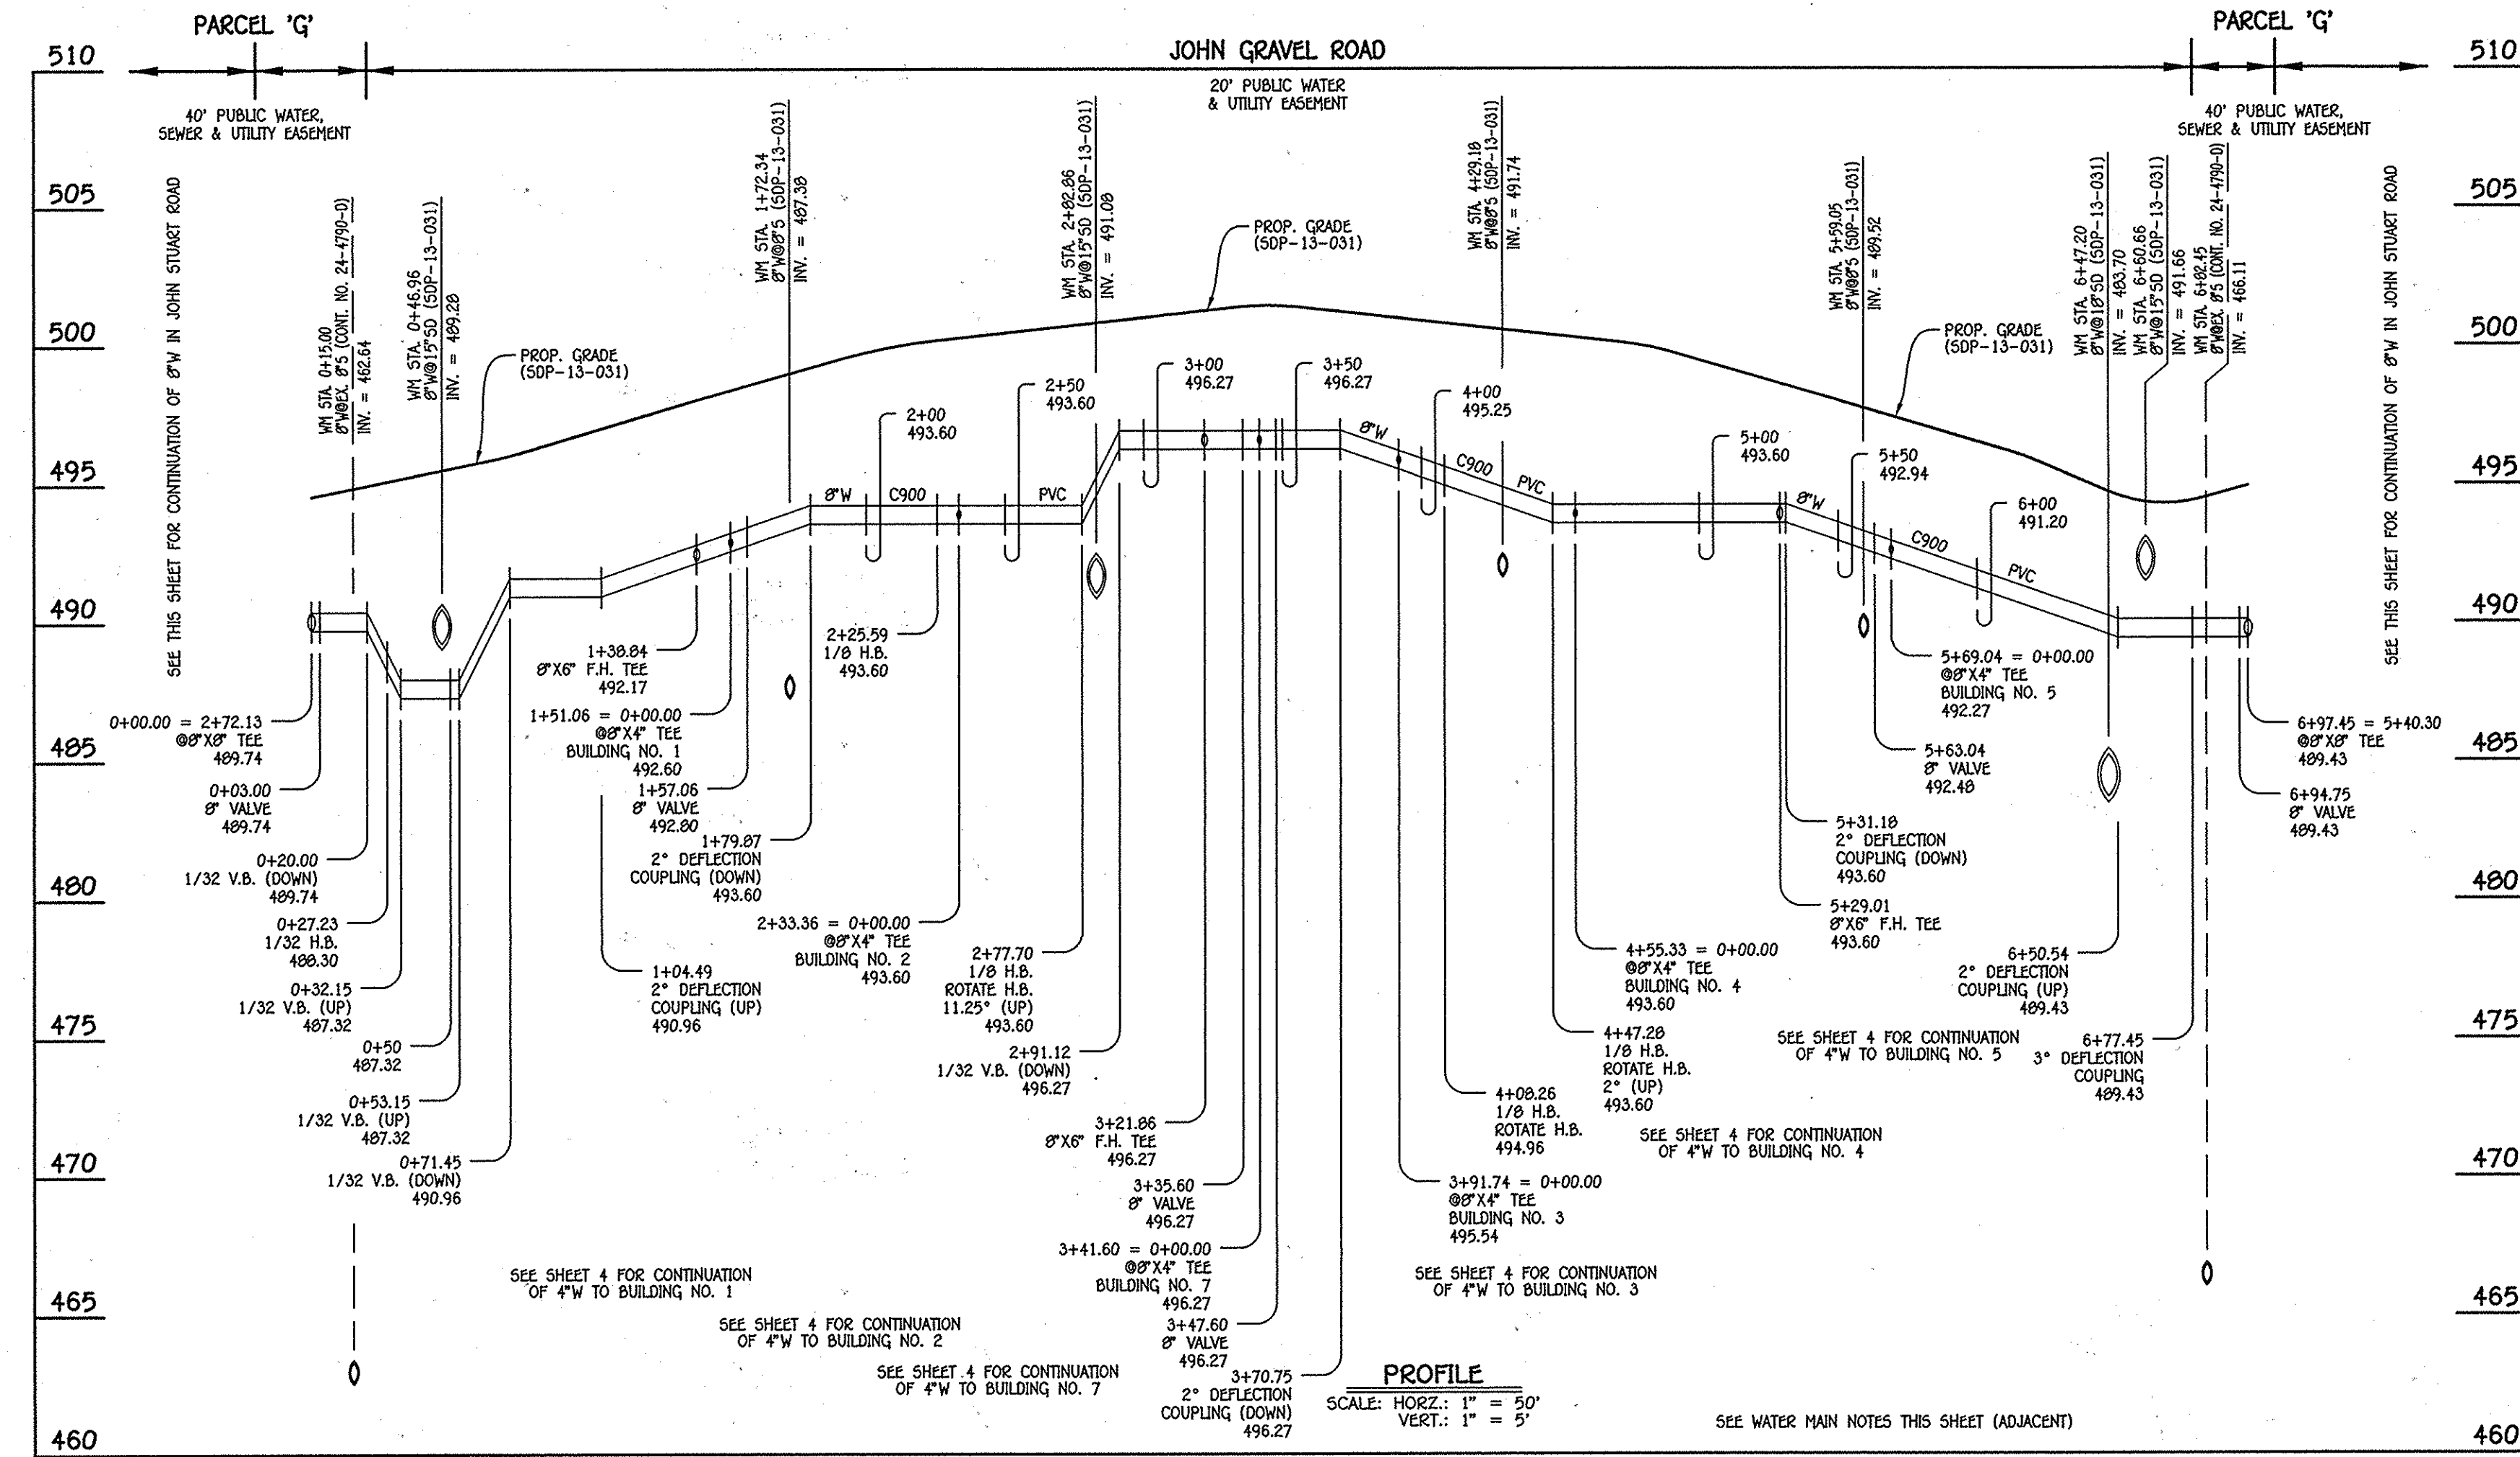 PARCEL 'G'
JOHN GRAVEL ROAD
PARCEL 'G'
510
510
20' PUBLIC WATER
& UTILITY EASEMENT
40' PUBLIC WATER,
SEWER & UTILITY EASEMENT
40' PUBLIC WATER,
SEWER & UTILITY EASEMENT
SEE THIS SHEET FOR CONTINUATION OF 8"W IN JOHN STUART ROAD
WM STA. 0+15.00
8"W@EX. 8"S (CONT. NO. 24-4790-D)
INV. = 462.64
WM STA. 0+46.96
8"W@15"SD (SDP-13-031)
INV. = 489.28
WM STA. 1+72.34
8"W@8"S (SDP-13-031)
INV. = 487.38
WM STA. 2+82.86
8"W@15"SD (SDP-13-031)
INV. = 491.08
WM STA. 4+29.18
8"W@8"S (SDP-13-031)
INV. = 491.74
WM STA. 5+59.05
8"W@8"S (SDP-13-031)
INV. = 489.52
WM STA. 6+47.20
8"W@18"SD (SDP-13-031)
INV. = 483.70
WM STA. 6+60.66
8"W@15"SD (SDP-13-031)
INV. = 491.66
WM STA. 6+82.45
8"W@EX. 8"S (CONT. NO. 24-4790-D)
INV. = 466.11
SEE THIS SHEET FOR CONTINUATION OF 8"W IN JOHN STUART ROAD
505
505
500
500
495
495
490
490
485
485
480
480
475
475
470
470
465
465
460
460
PROP. GRADE
(SDP-13-031)
PROP. GRADE
(SDP-13-031)
PROP. GRADE
(SDP-13-031)
2+00
493.60
2+50
493.60
3+00
496.27
3+50
496.27
4+00
495.25
5+00
493.60
5+50
492.94
6+00
491.20
8"W
C900
PVC
8"W
C900
PVC
8"W
C900
PVC
0+00.00 = 2+72.13
@8"X8" TEE
489.74
0+03.00
8" VALVE
489.74
0+20.00
1/32 V.B. (DOWN)
489.74
0+27.23
1/32 H.B.
488.30
0+32.15
1/32 V.B. (UP)
487.32
0+50
487.32
0+53.15
1/32 V.B. (UP)
487.32
0+71.45
1/32 V.B. (DOWN)
490.96
1+04.49
2° DEFLECTION
COUPLING (UP)
490.96
1+38.84
8"X6" F.H. TEE
492.17
1+51.06 = 0+00.00
@8"X4" TEE
BUILDING NO. 1
492.60
1+57.06
8" VALVE
492.80
1+79.87
2° DEFLECTION
COUPLING (DOWN)
493.60
2+25.59
1/8 H.B.
493.60
2+33.36 = 0+00.00
@8"X4" TEE
BUILDING NO. 2
493.60
2+77.70
1/8 H.B.
ROTATE H.B.
11.25° (UP)
493.60
2+91.12
1/32 V.B. (DOWN)
496.27
3+21.86
8"X6" F.H. TEE
496.27
3+35.60
8" VALVE
496.27
3+41.60 = 0+00.00
@8"X4" TEE
BUILDING NO. 7
496.27
3+47.60
8" VALVE
496.27
3+70.75
2° DEFLECTION
COUPLING (DOWN)
496.27
3+91.74 = 0+00.00
@8"X4" TEE
BUILDING NO. 3
495.54
4+08.26
1/8 H.B.
ROTATE H.B.
494.96
4+47.28
1/8 H.B.
ROTATE H.B.
2° (UP)
493.60
4+55.33 = 0+00.00
@8"X4" TEE
BUILDING NO. 4
493.60
5+29.01
8"X6" F.H. TEE
493.60
5+31.18
2° DEFLECTION
COUPLING (DOWN)
493.60
5+63.04
8" VALVE
492.48
5+69.04 = 0+00.00
@8"X4" TEE
BUILDING NO. 5
492.27
6+50.54
2° DEFLECTION
COUPLING (UP)
489.43
6+77.45
3° DEFLECTION
COUPLING
489.43
6+97.45 = 5+40.30
@8"X8" TEE
489.43
6+94.75
8" VALVE
489.43
SEE SHEET 4 FOR CONTINUATION
OF 4"W TO BUILDING NO. 5
SEE SHEET 4 FOR CONTINUATION
OF 4"W TO BUILDING NO. 4
SEE SHEET 4 FOR CONTINUATION
OF 4"W TO BUILDING NO. 3
SEE SHEET 4 FOR CONTINUATION
OF 4"W TO BUILDING NO. 1
SEE SHEET 4 FOR CONTINUATION
OF 4"W TO BUILDING NO. 2
SEE SHEET 4 FOR CONTINUATION
OF 4"W TO BUILDING NO. 7
PROFILE
SCALE: HORZ.: 1" = 50'
VERT.: 1" = 5'
SEE WATER MAIN NOTES THIS SHEET (ADJACENT)